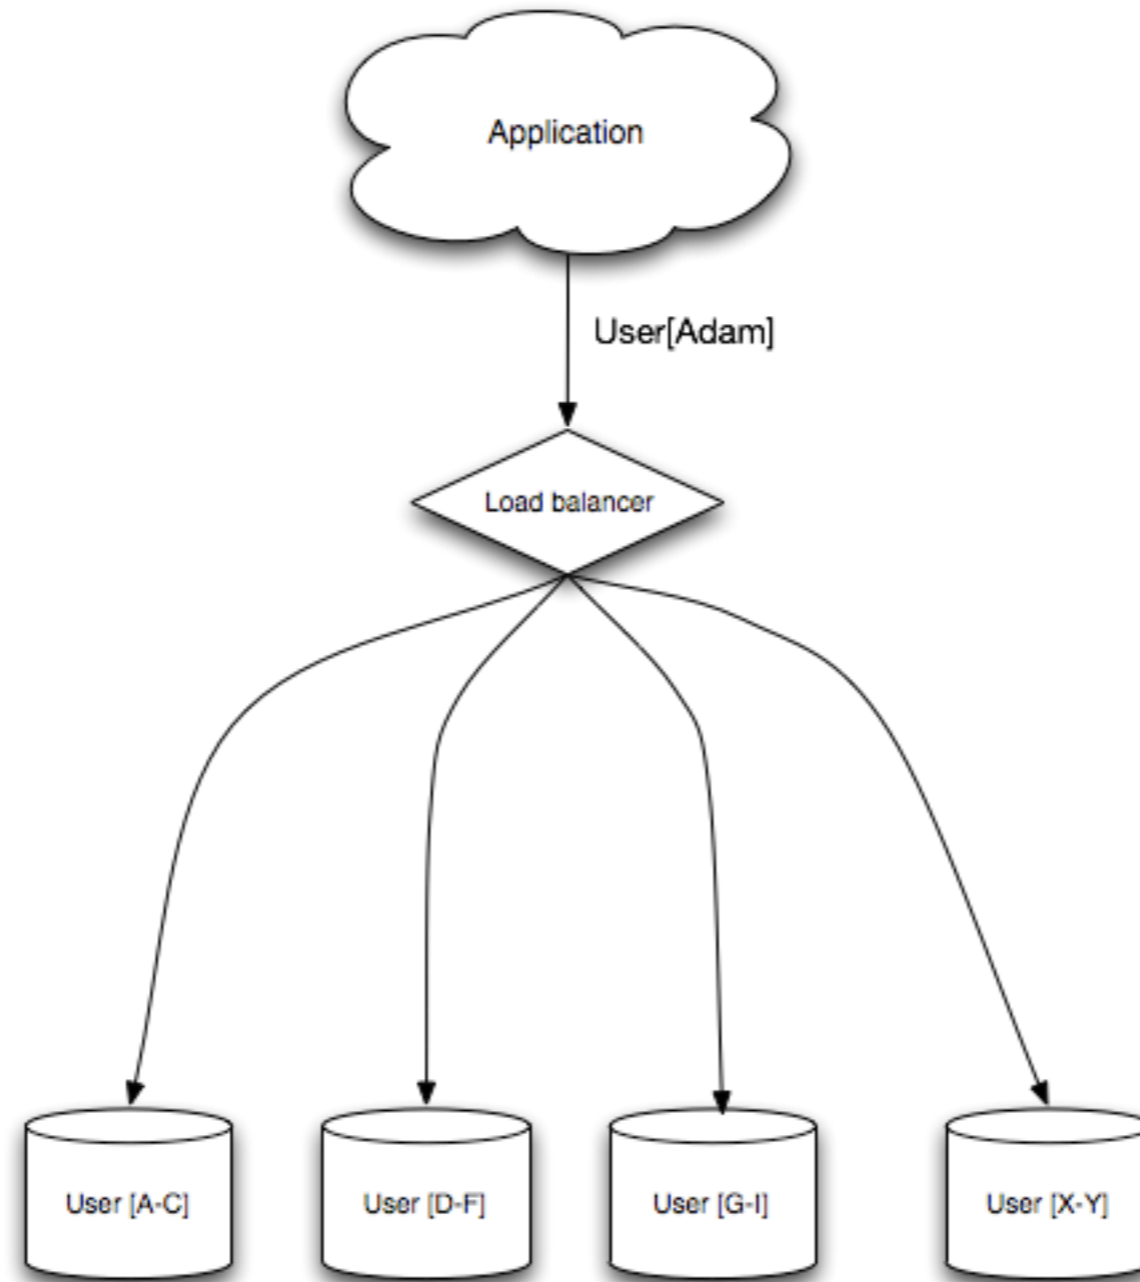 Application
User[Adam]
Load balancer
User [A-C]
User [D-F]
User [G-I]
User [X-Y]